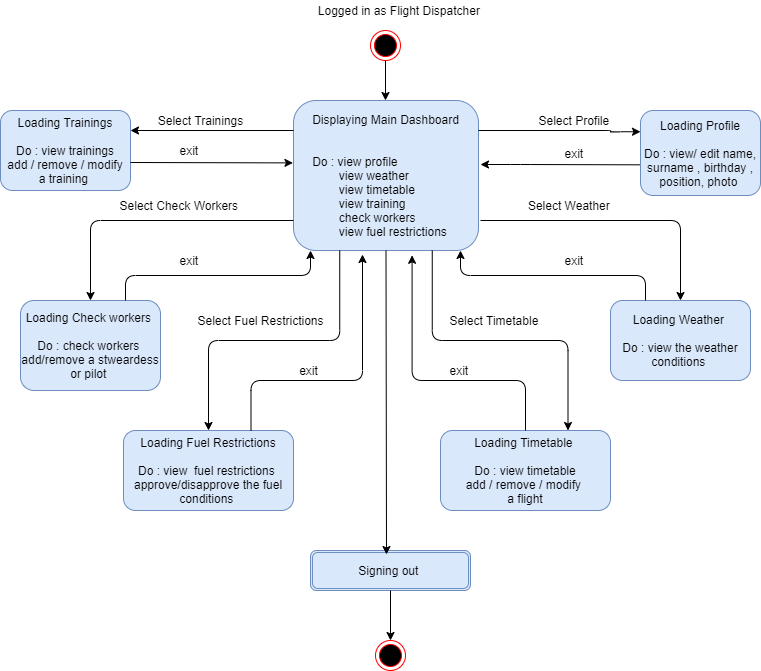 Logged in as Flight Dispatcher
Loading Trainings
Do : view trainings
add / remove / modify
a training
Select Trainings
exit
Displaying Main Dashboard
Do : view profile
view weather
view timetable
view training
check workers
view fuel restrictions
Select Profile
exit
Loading Profile
Do : view/ edit name,
surname , birthday ,
position, photo
Select Check Workers
exit
Select Weather
exit
Loading Check workers
Do : check workers
add/remove a stweardess
or pilot
Select Fuel Restrictions
exit
Select Timetable
exit
Loading Weather
Do : view the weather
conditions
Loading Fuel Restrictions
Do : view  fuel restrictions
approve/disapprove the fuel
conditions
Loading Timetable
Do : view timetable
add / remove / modify
a flight
Signing out